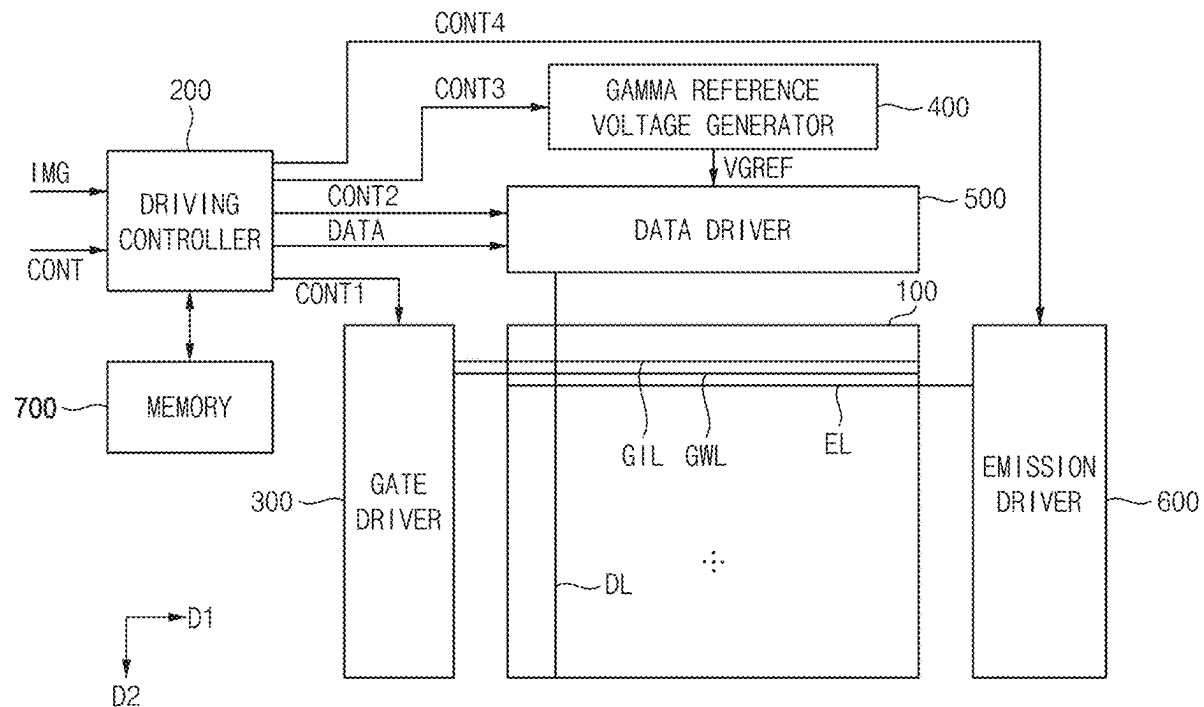 CONT4
200
CONT3
GAMMA REFERENCE
VOLTAGE GENERATOR
400
IMG
VGREF
DRIVING
CONTROLLER
CONT2
500
DATA
DATA DRIVER
CONT
CONT1
100
700
MEMORY
GIL
GWL
EL
300
GATE
DRIVER
EMISSION
DRIVER
600
DL
D1
D2